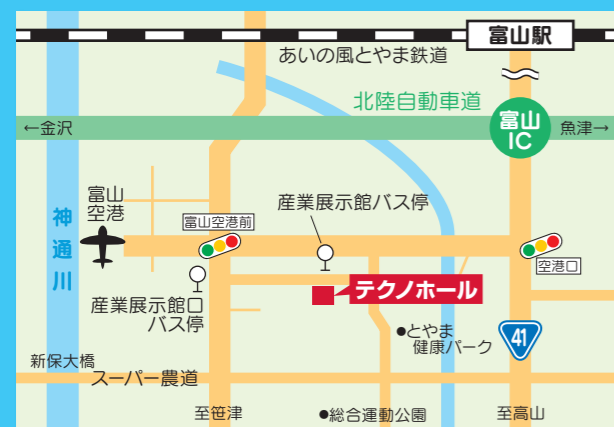 富山駅
あいの風とやま鉄道
北陸自動車道
←金沢
富山
IC
魚津→
富山
空港
富山空港前
産業展示館バス停
神通川
空港口
テクノホール
産業展示館口
バス停
●とやま
健康パーク
41
新保大橋
スーパー農道
至笹津
●総合運動公園
至高山